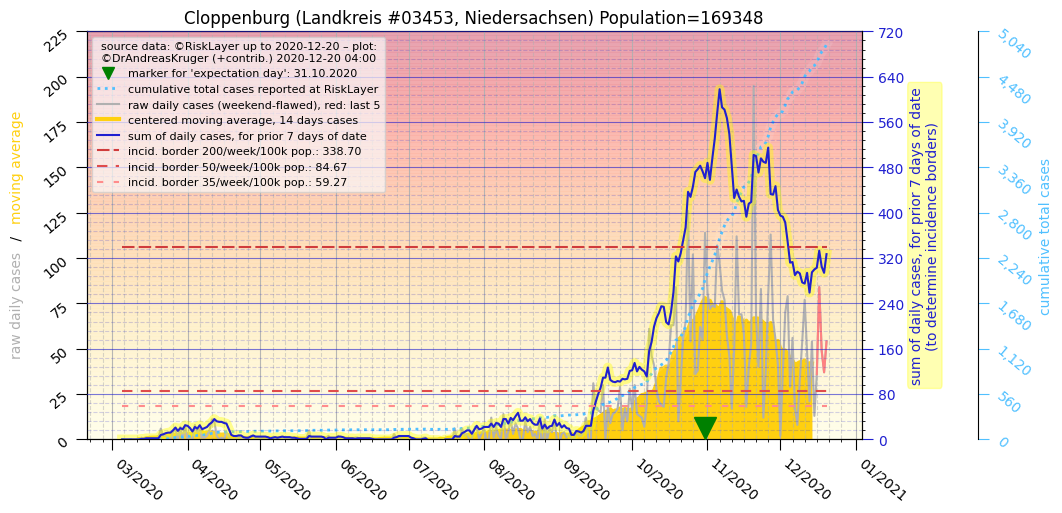 Cloppenburg (Landkreis #03453, Niedersachsen) Population=169348
source data: ©RiskLayer up to 2020-12-20 – plot:
©DrAndreasKruger (+contrib.) 2020-12-20 04:00
marker for 'expectation day': 31.10.2020
cumulative total cases reported at RiskLayer
raw daily cases (weekend-flawed), red: last 5
centered moving average, 14 days cases
sum of daily cases, for prior 7 days of date
incid. border 200/week/100k pop.: 338.70
incid. border 50/week/100k pop.: 84.67
incid. border 35/week/100k pop.: 59.27
raw daily cases / moving average
225
200
175
150
125
100
75
50
25
0
03/2020
04/2020
05/2020
06/2020
07/2020
08/2020
09/2020
10/2020
11/2020
12/2020
01/2021
720
640
560
480
400
320
240
160
80
0
sum of daily cases, for prior 7 days of date
(to determine incidence borders)
5,040
4,480
3,920
3,360
2,800
2,240
1,680
1,120
560
0
cumulative total cases